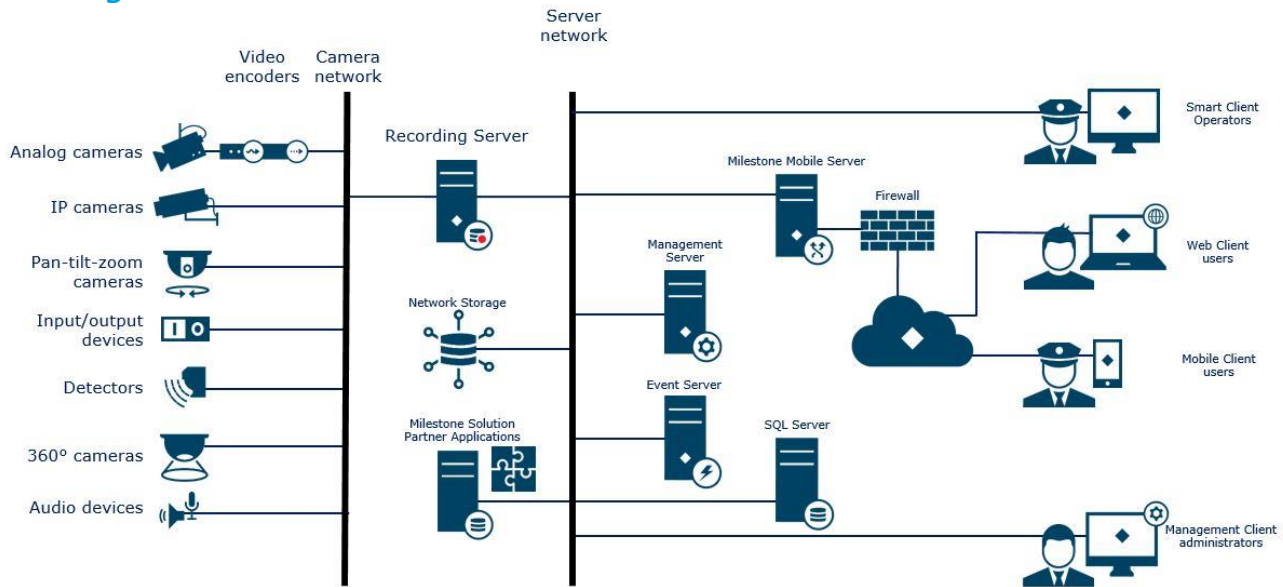 Server
network
Video
encoders
Camera
network
Analog cameras
IP cameras
Pan-tilt-zoom
cameras
Input/output
devices
Detectors
360° cameras
Audio devices
Recording Server
Network Storage
Milestone Solution
Partner Applications
Milestone Mobile Server
Firewall
Management
Server
Event Server
SQL Server
Smart Client
Operators
Web Client
users
Mobile Client
users
Management Client
administrators